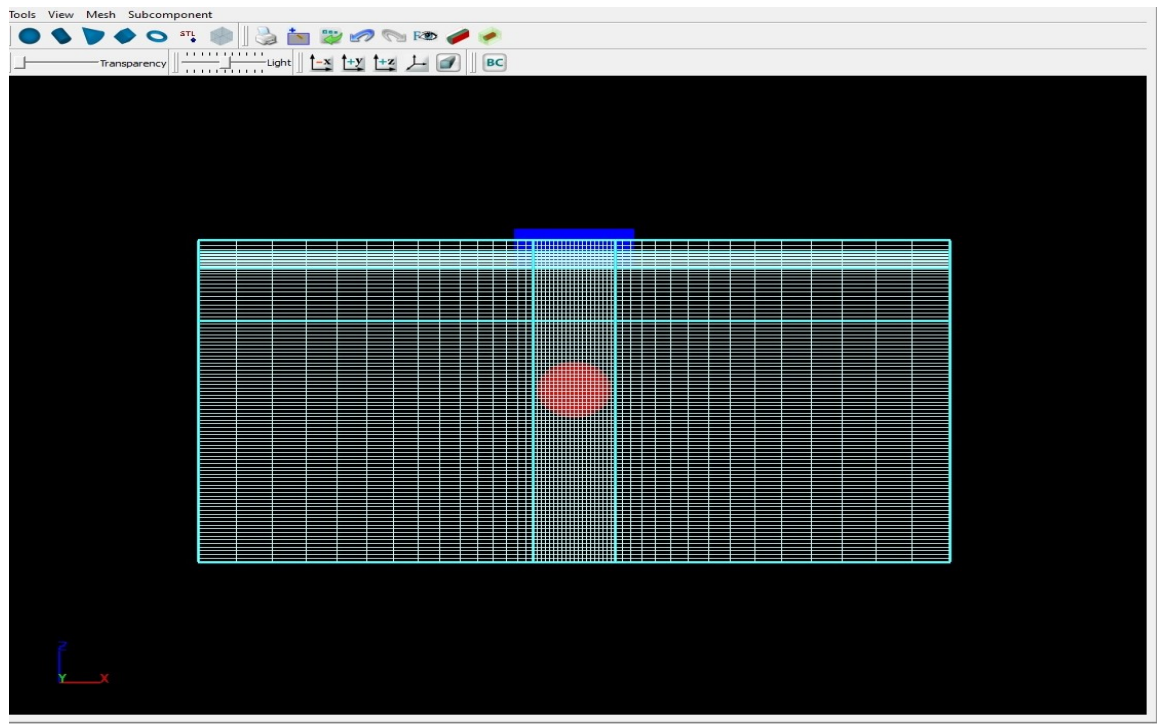 Tools View Mesh Subcomponent
STL
Transparency Light -x +y +z BC
Z
Y X